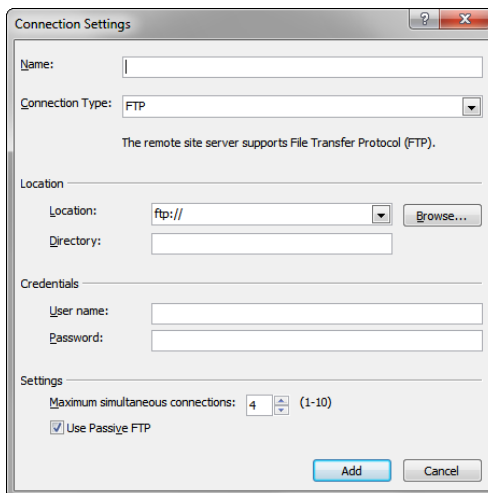 Connection Settings
Name:
Connection Type: FTP
The remote site server supports File Transfer Protocol (FTP).
Location
Location: ftp:// Browse...
Directory:
Credentials
User name:
Password:
Settings
Maximum simultaneous connections: 4 (1-10)
Use Passive FTP
Add Cancel